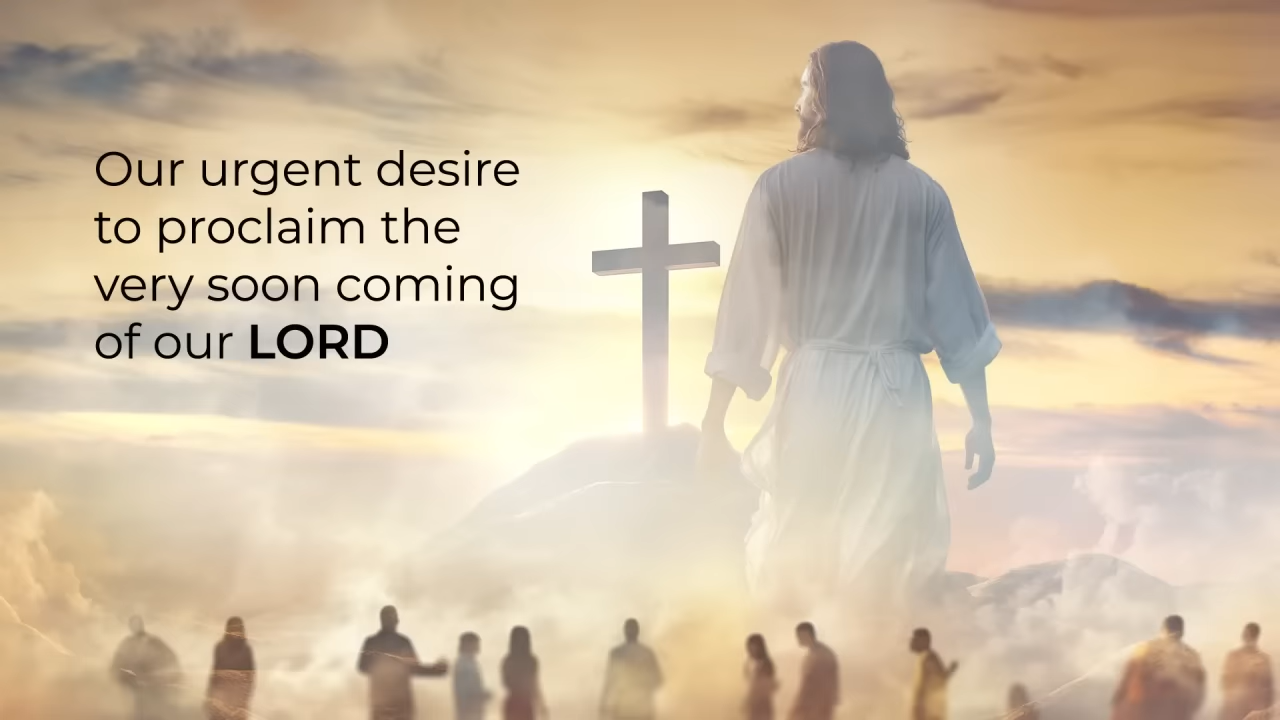 Our urgent desire
to proclaim the
very soon coming
of our LORD